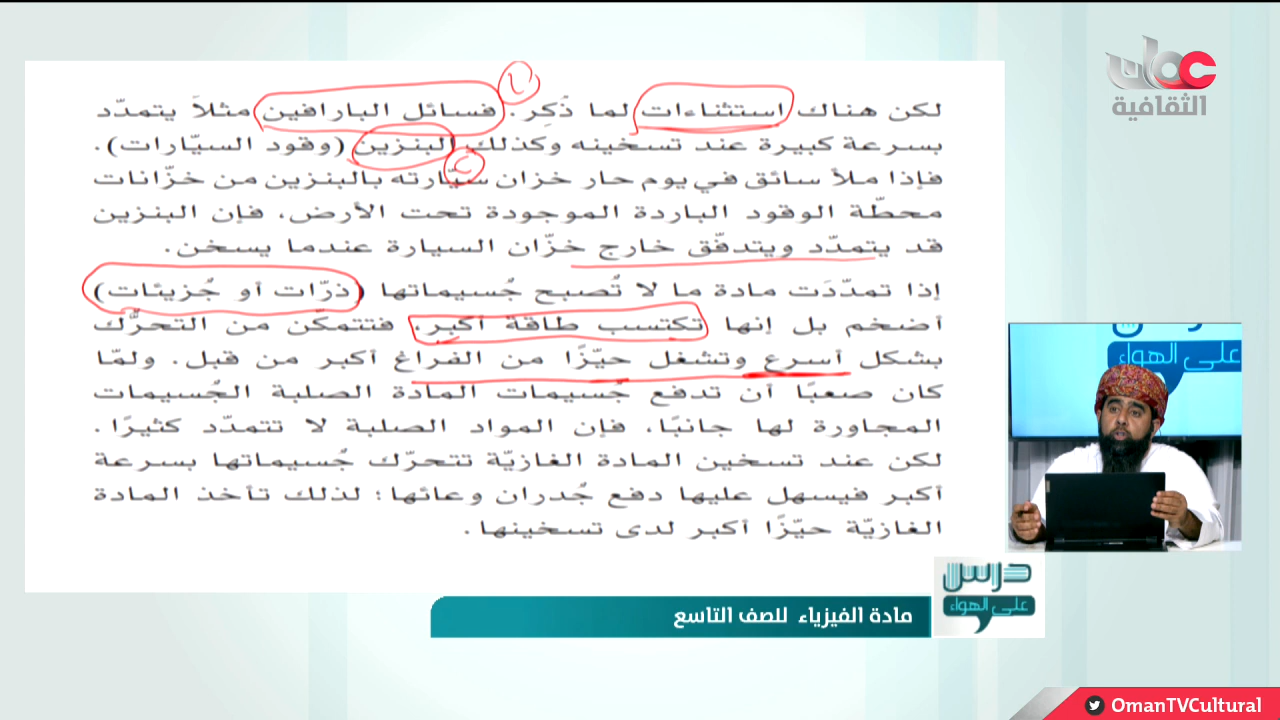 عمان
الثقافية
لكن هناك استثناءات لما ذُكِر. فسائل البارافين مثلاً يتمدّد
بسرعة كبيرة عند تسخينه وكذلك البنزين (وقود السيّارات).
فإذا ملأ سائق في يوم حار خزان سيّارته بالبنزين من خزّانات
محطّة الوقود الباردة الموجودة تحت الأرض، فإن البنزين
قد يتمدّد ويتدفّق خارج خزّان السيارة عندما يسخن.
إذا تمدّدَت مادة ما لا تُصبح جُسيماتها (ذرّات أو جُزيئات)
أضخم بل إنها تكتسب طاقة أكبر، فتتمكّن من التحرُّك
بشكل أسرع وتشغل حيّزًا من الفراغ أكبر من قبل. ولمّا
كان صعبًا أن تدفع جُسيمات المادة الصلبة الجُسيمات
المجاورة لها جانبًا، فإن المواد الصلبة لا تتمدّد كثيرًا.
لكن عند تسخين المادة الغازيّة تتحرّك جُسيماتها بسرعة
أكبر فيسهل عليها دفع جُدران وعائها؛ لذلك تأخذ المادة
الغازيّة حيّزًا أكبر لدى تسخينها.
على الهواء
درس
على الهواء
مادة الفيزياء للصف التاسع
OmanTVCultural